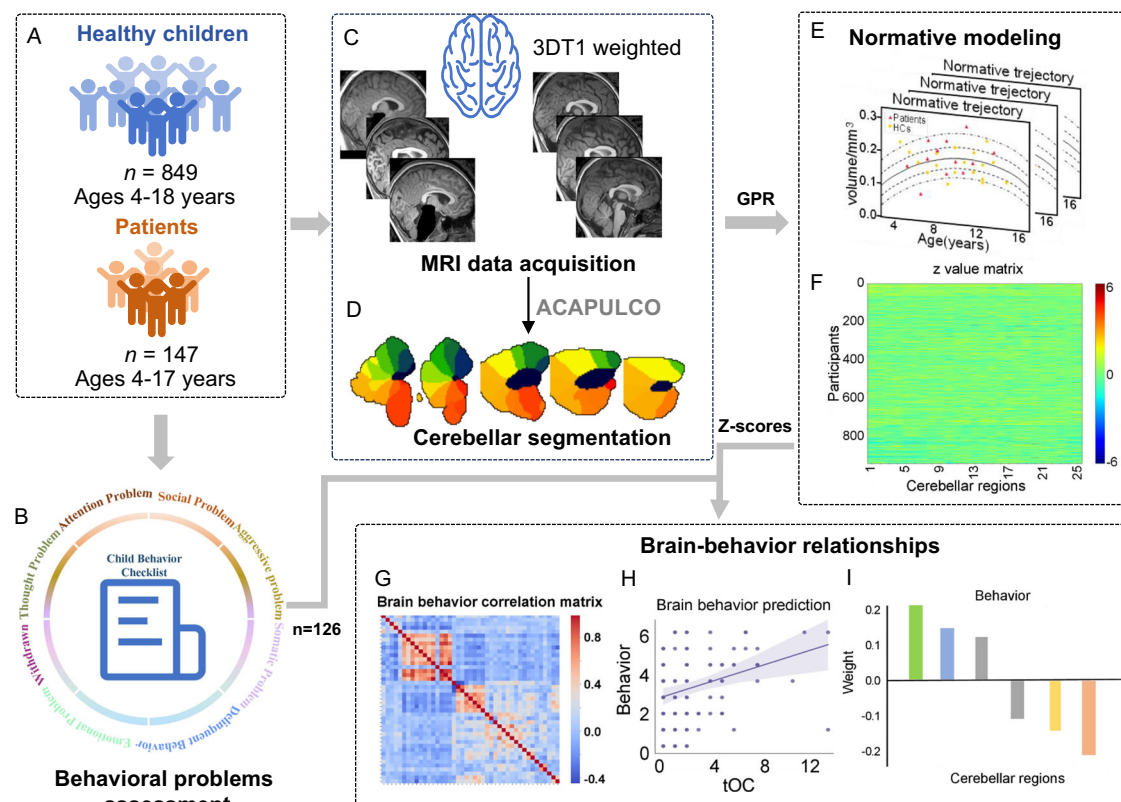 A
Healthy children
n = 849
Ages 4-18 years
Patients
n = 147
Ages 4-17 years
B
Child Behavior
Checklist
Attention Problem
Social Problem
Aggressive problem
Somatic Problem
Delinquent Behavior
Emotional Problem
Withdrawn
Thought Problem
Behavioral problems
assessment
n=126
C
3DT1 weighted
MRI data acquisition
ACAPULCO
D
Cerebellar segmentation
GPR
Z-scores
E
Normative modeling
Normative trajectory
Normative trajectory
Normative trajectory
Patients
HCs
volume/mm³
0.3
0.2
0.1
0.0
4
8
12
16
16
16
Age(years)
F
z value matrix
Participants
0
200
400
600
800
1
5
9
13
17
21
25
Cerebellar regions
6
0
-6
Brain-behavior relationships
G
Brain behavior correlation matrix
0.8
0.4
0.0
-0.4
H
Brain behavior prediction
Behavior
6
4
2
0
0
4
8
12
tOC
I
Behavior
Weight
0.2
0.1
0.0
-0.1
-0.2
Cerebellar regions